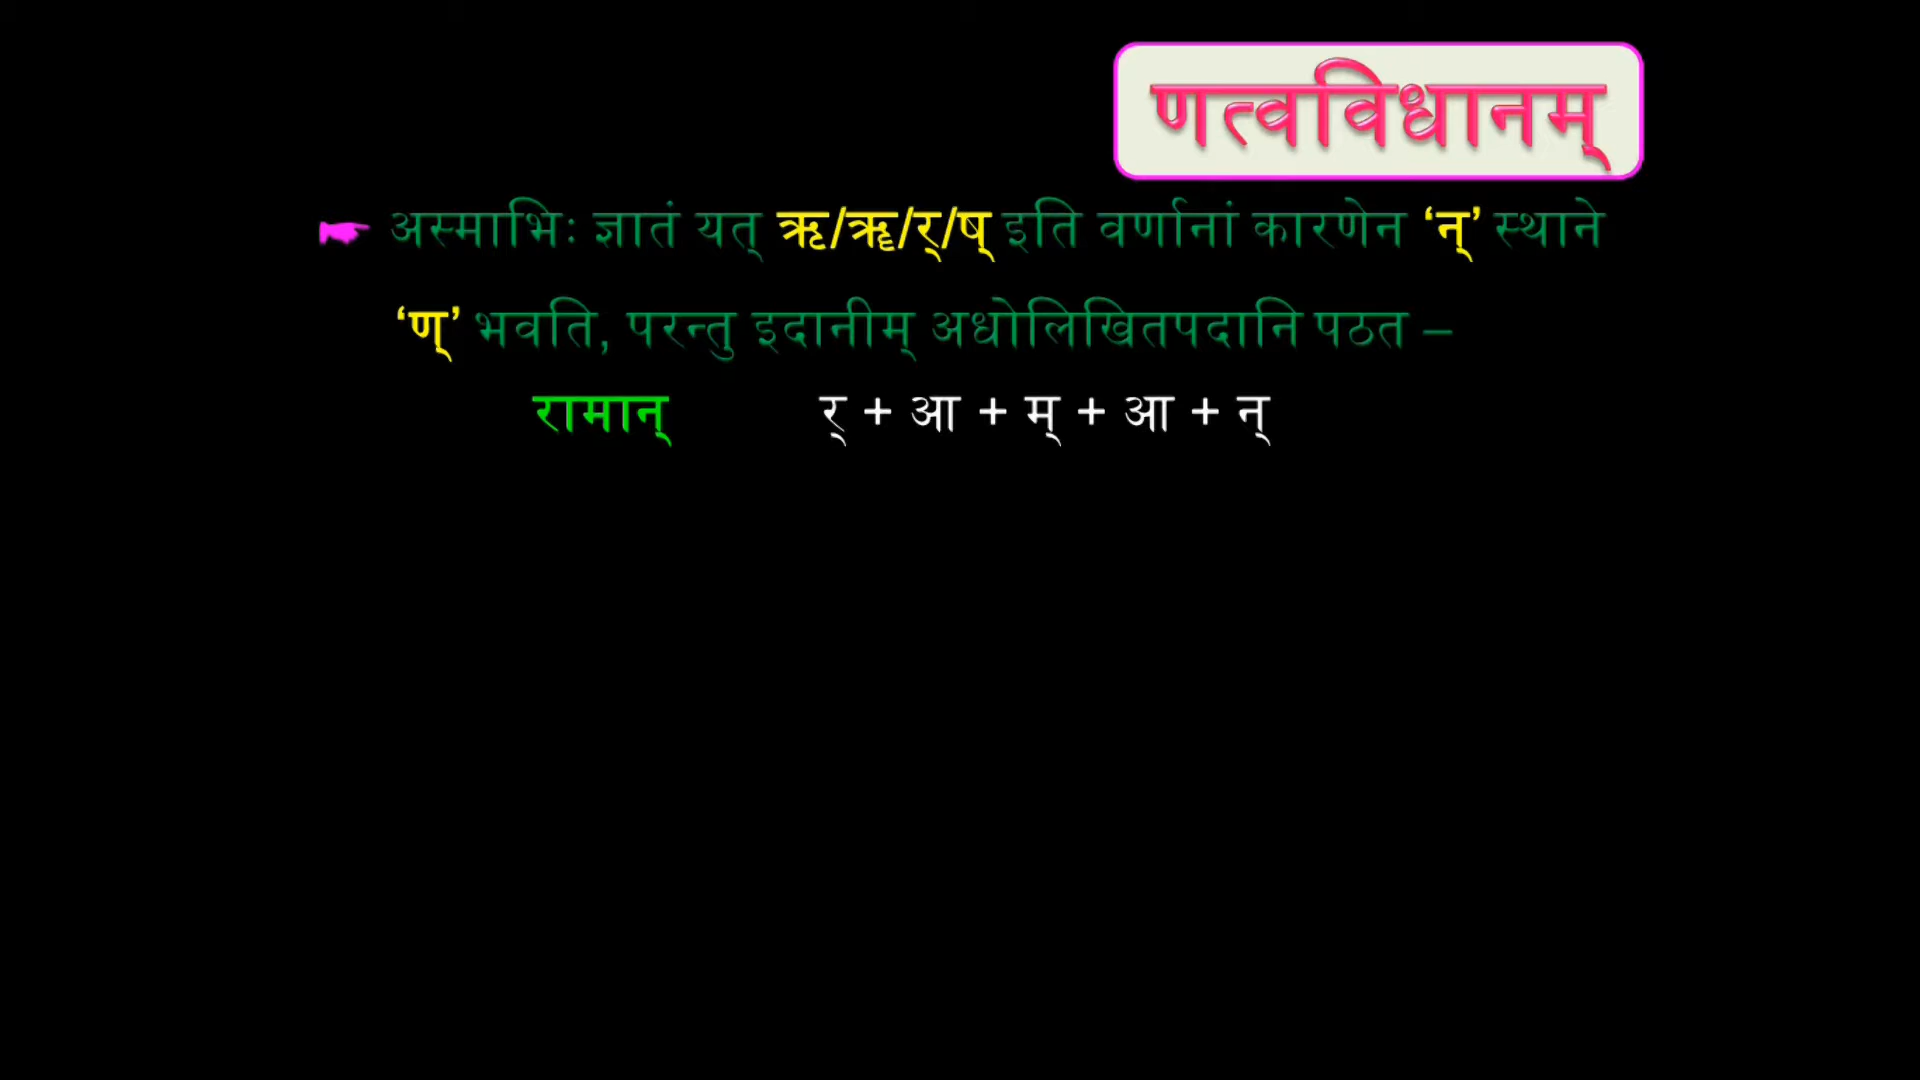 णत्वविधानम्
अस्माभिः ज्ञातं यत् ऋ/ॠ/र्/ष् इति वर्णानां कारणेन ‘न्’ स्थाने
‘ण्’ भवति, परन्तु इदानीम् अधोलिखितपदानि पठत –
रामान् र् + आ + म् + आ + न्